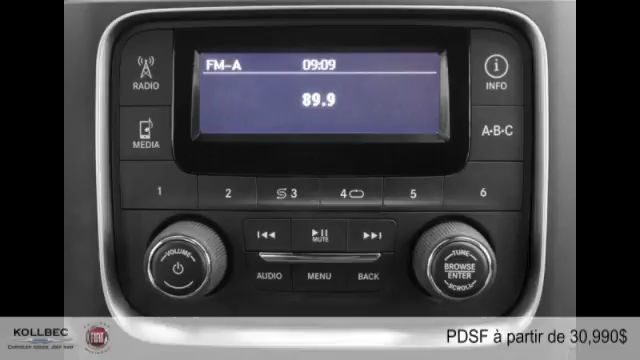 FM-A 09:09
89.9
RADIO
MEDIA
INFO
A-B-C
1 2 3 4 5 6
VOLUME
MUTE
AUDIO MENU BACK
TUNE
BROWSE
ENTER
SCROLL
KOLLBEC
FIAT
PDSF à partir de 30,990$